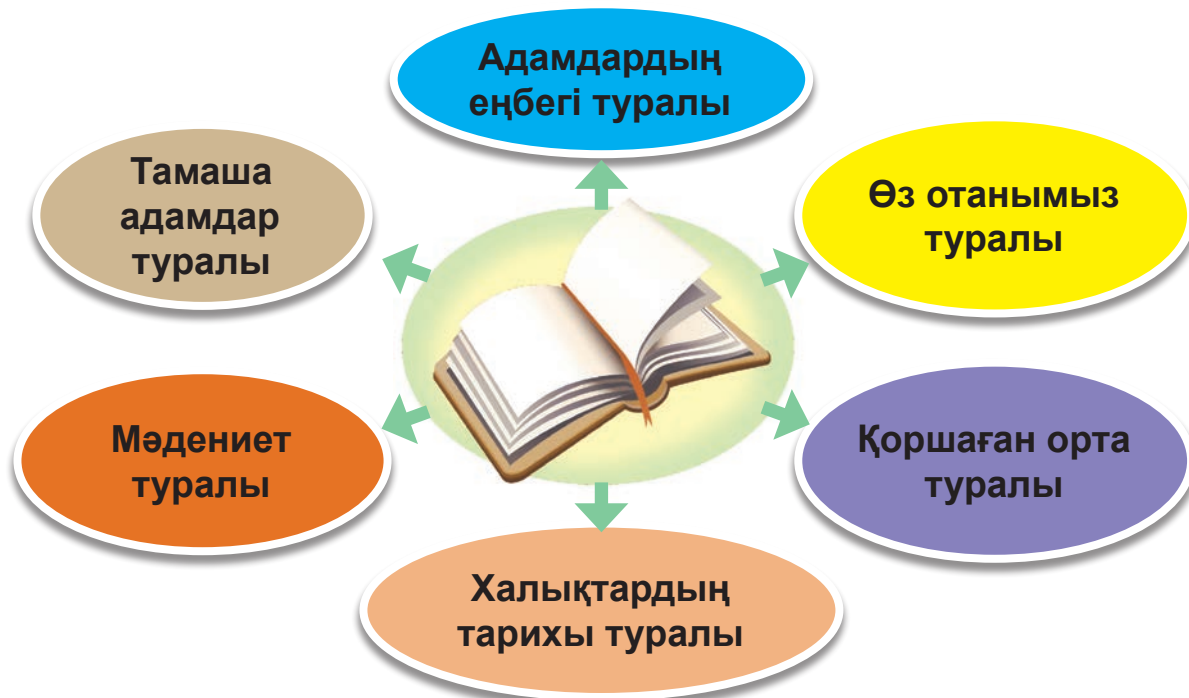 Адамдардың
еңбегі туралы
Тамаша
адамдар
туралы
Өз отанымыз
туралы
Мәдениет
туралы
Қоршаған орта
туралы
Халықтардың
тарихы туралы